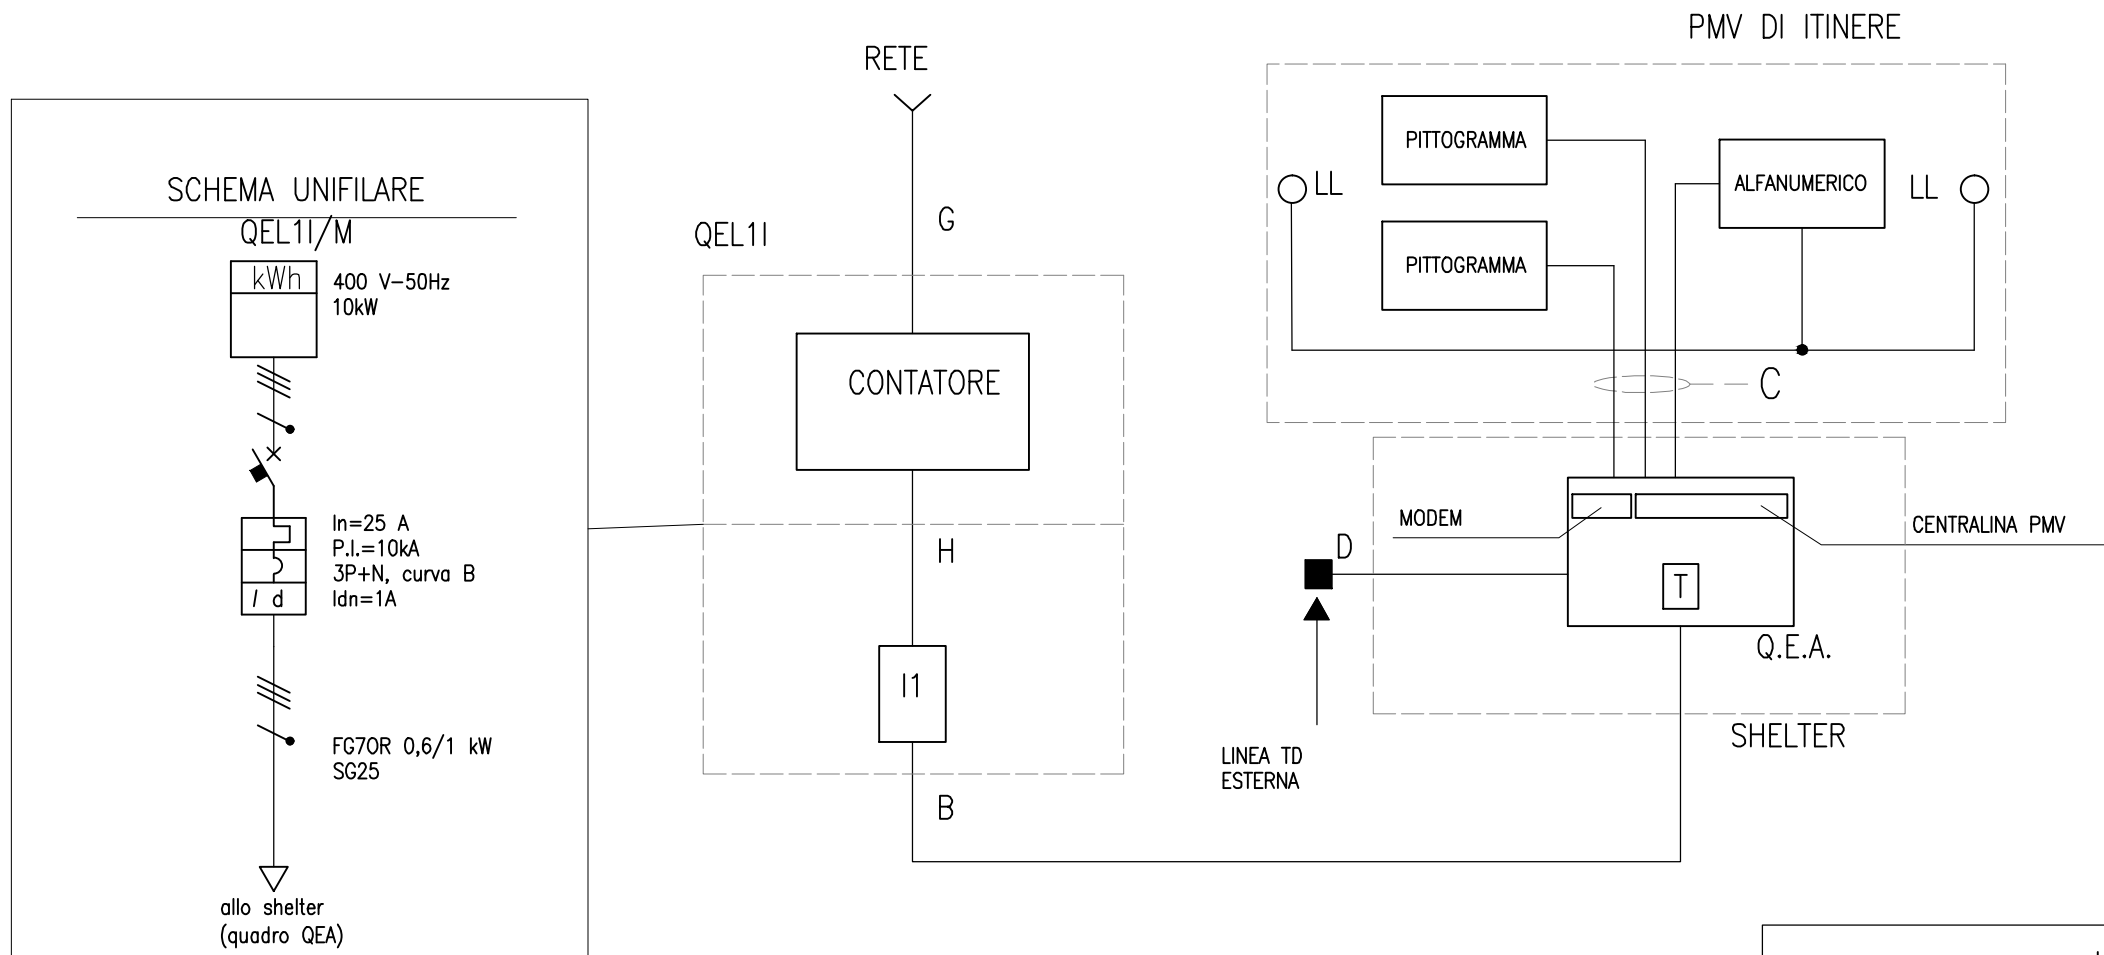 SCHEMA UNIFILARE
QEL1I/M
kWh
400 V-50Hz
10kW
In=25 A
P.I.=10kA
3P+N, curva B
Idn=1A
I d
FG7OR 0,6/1 kW
SG25
allo shelter
(quadro QEA)
RETE
G
QEL1I
CONTATORE
H
I1
B
PMV DI ITINERE
PITTOGRAMMA
LL
ALFANUMERICO
LL
PITTOGRAMMA
C
MODEM
CENTRALINA PMV
D
T
Q.E.A.
SHELTER
LINEA TD
ESTERNA